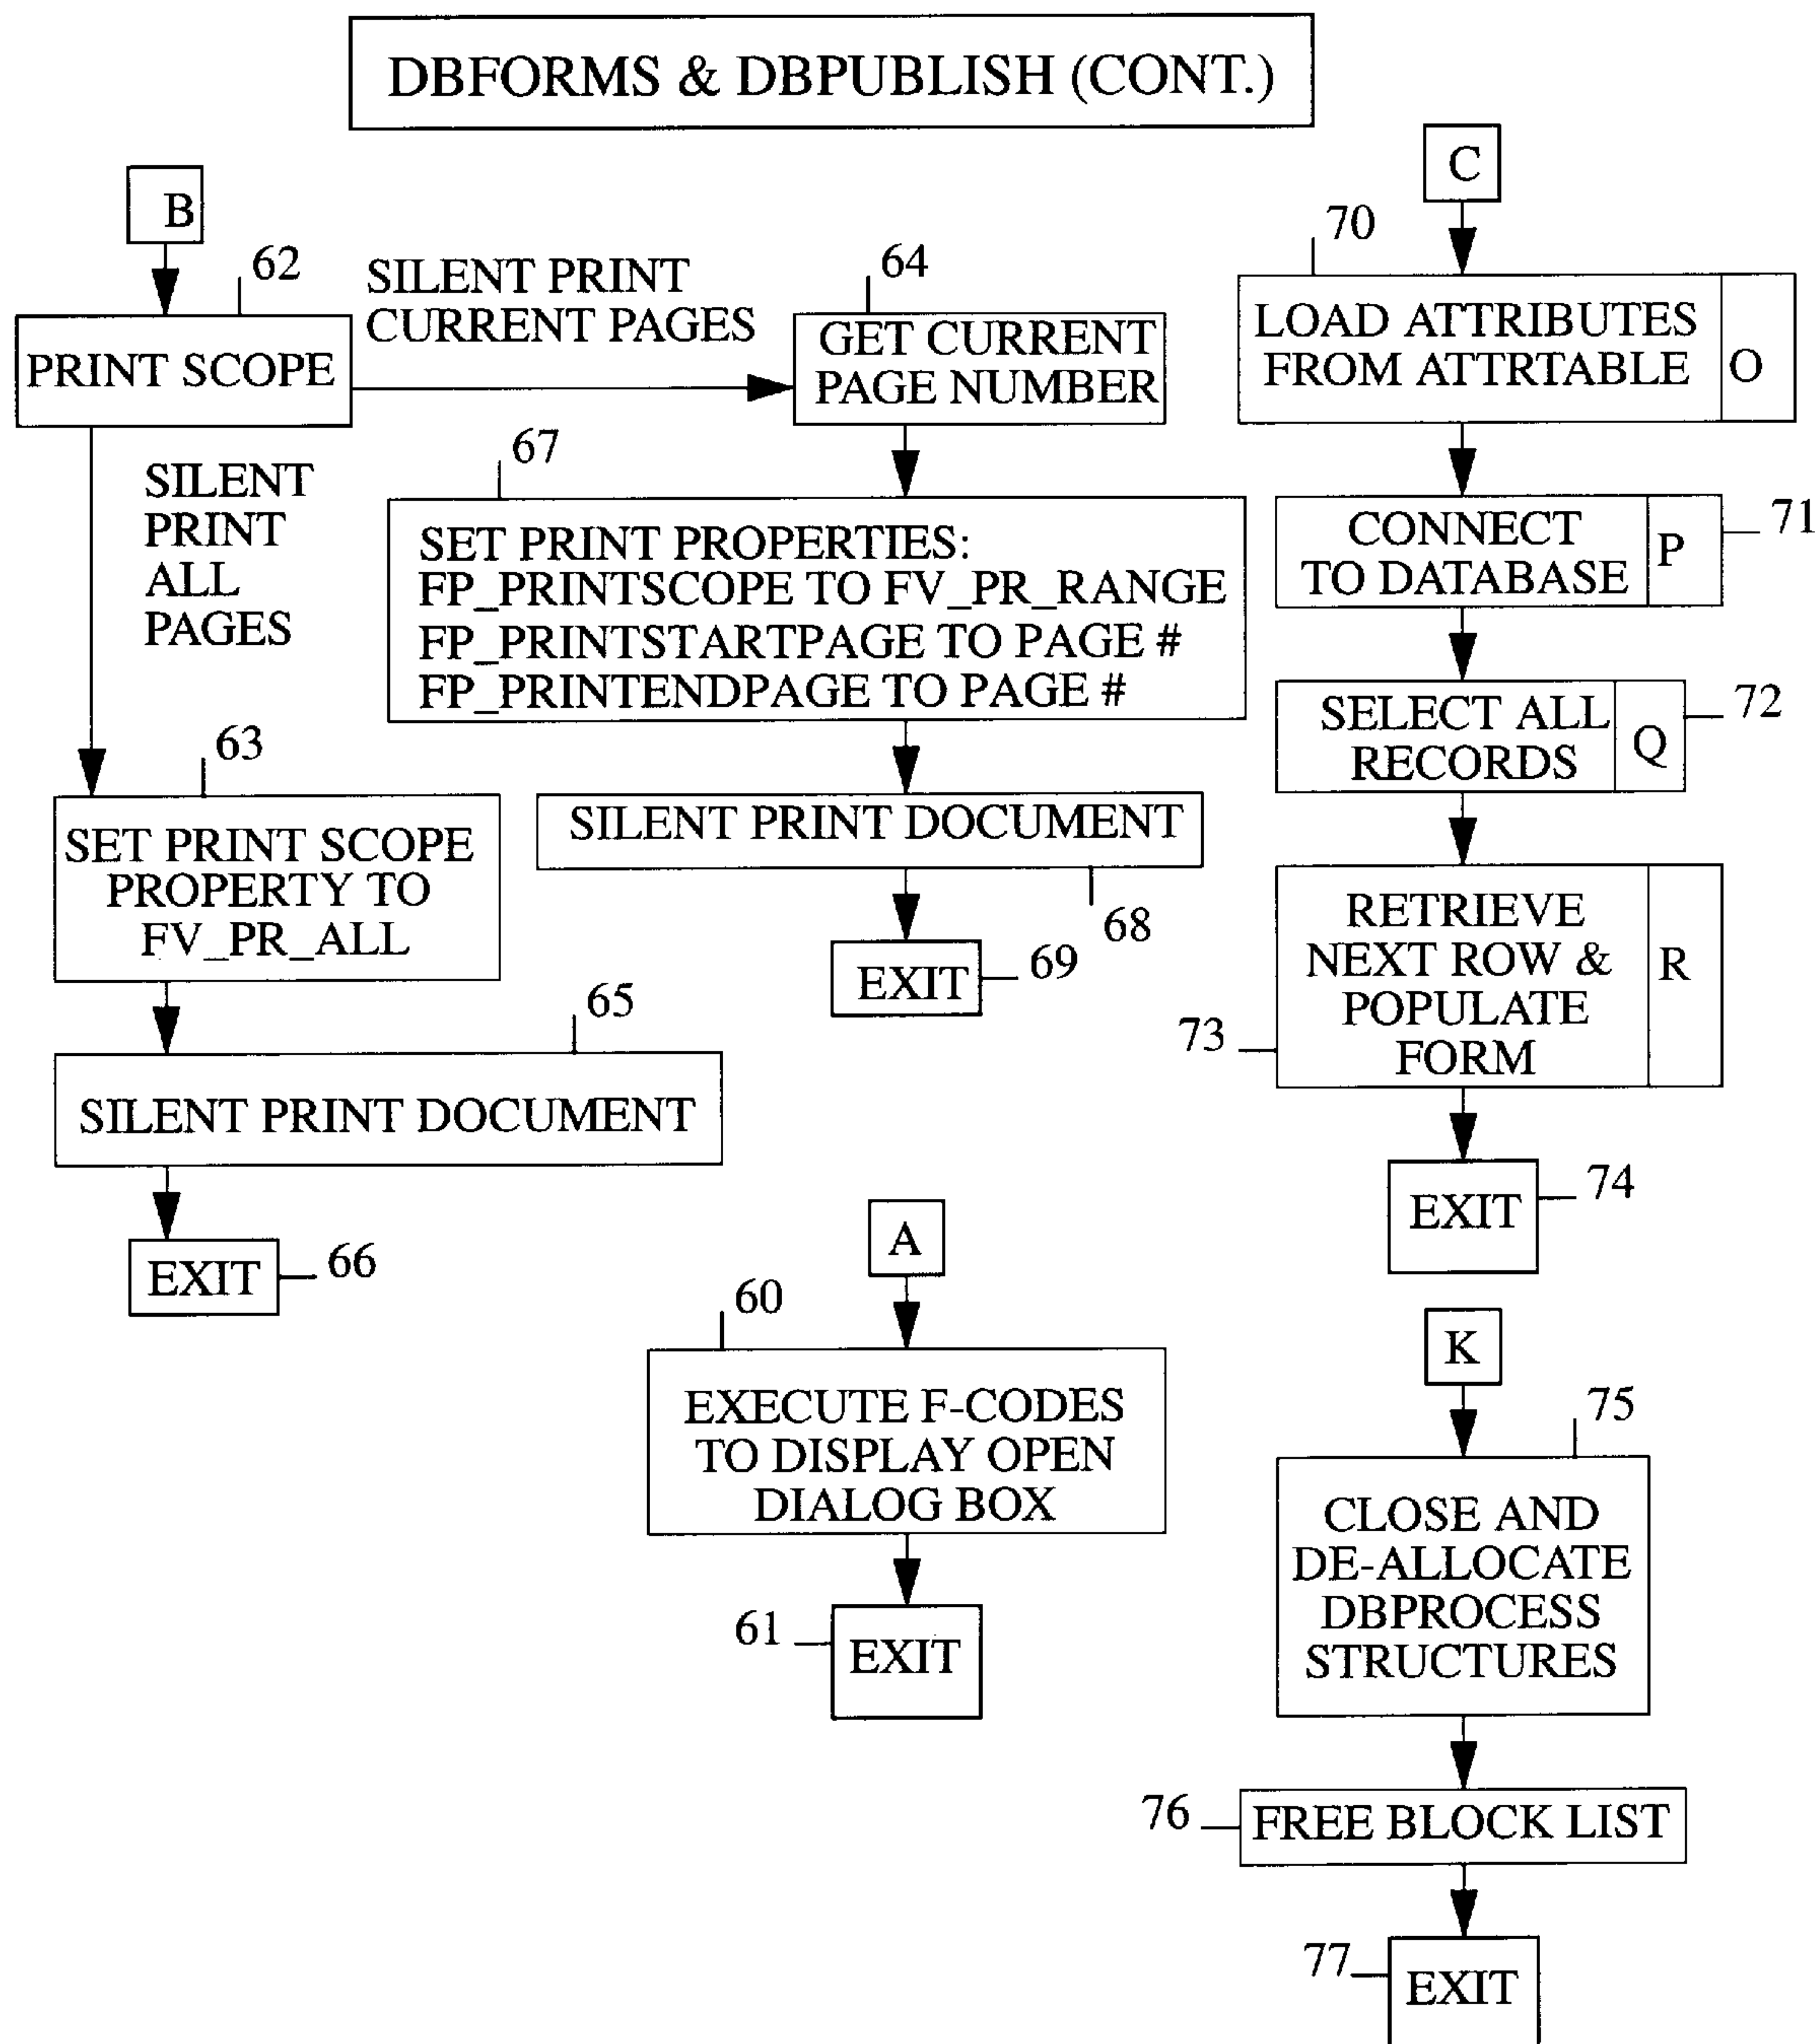 DBFORMS & DBPUBLISH (CONT.)
B
62
PRINT SCOPE
SILENT PRINT
CURRENT PAGES
64
GET CURRENT
PAGE NUMBER
SILENT
PRINT
ALL
PAGES
67
SET PRINT PROPERTIES:
FP_PRINTSCOPE TO FV_PR_RANGE
FP_PRINTSTARTPAGE TO PAGE #
FP_PRINTENDPAGE TO PAGE #
63
SET PRINT SCOPE
PROPERTY TO
FV_PR_ALL
SILENT PRINT DOCUMENT
68
EXIT
69
65
SILENT PRINT DOCUMENT
EXIT
66
A
60
EXECUTE F-CODES
TO DISPLAY OPEN
DIALOG BOX
61
EXIT
C
70
LOAD ATTRIBUTES
FROM ATTRTABLE
O
CONNECT
TO DATABASE
P
71
SELECT ALL
RECORDS
Q
72
RETRIEVE
NEXT ROW &
POPULATE
FORM
R
73
EXIT
74
K
75
CLOSE AND
DE-ALLOCATE
DBPROCESS
STRUCTURES
76
FREE BLOCK LIST
77
EXIT